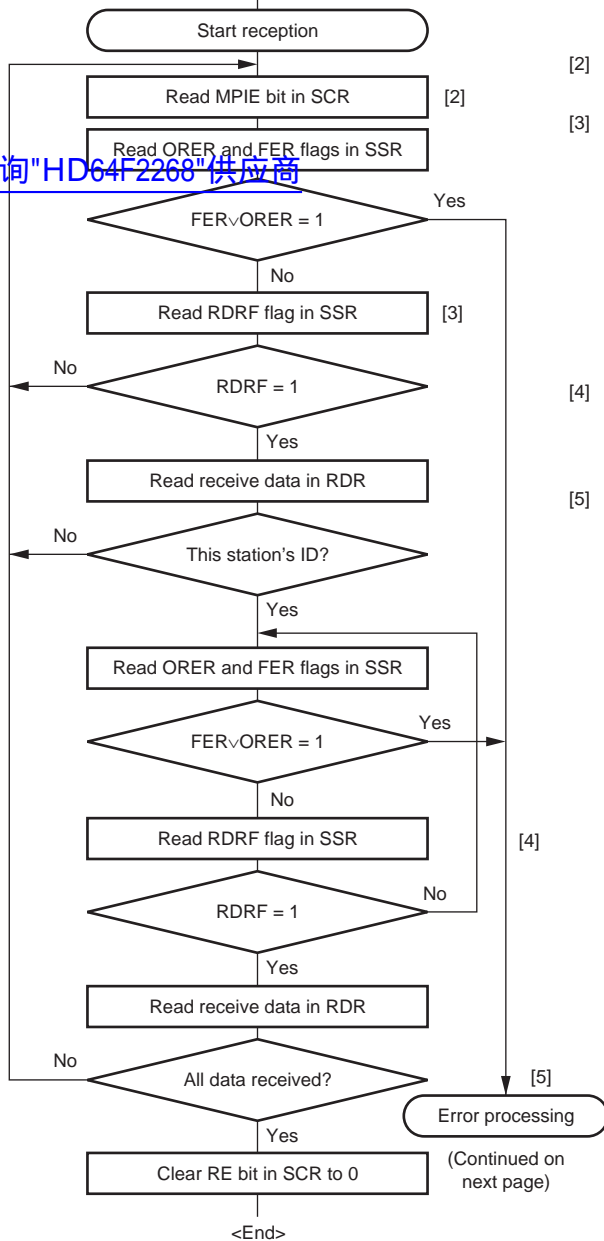 Start reception
[2]
Read MPIE bit in SCR
[2]
[3]
Read ORER and FER flags in SSR
询"HD64F2268"供应商
FER∨ORER = 1
Yes
No
Read RDRF flag in SSR
[3]
No
RDRF = 1
[4]
Yes
Read receive data in RDR
[5]
No
This station's ID?
Yes
Read ORER and FER flags in SSR
Yes
FER∨ORER = 1
No
Read RDRF flag in SSR
[4]
No
RDRF = 1
Yes
Read receive data in RDR
No
All data received?
[5]
Error processing
Yes
(Continued on
next page)
Clear RE bit in SCR to 0
<End>